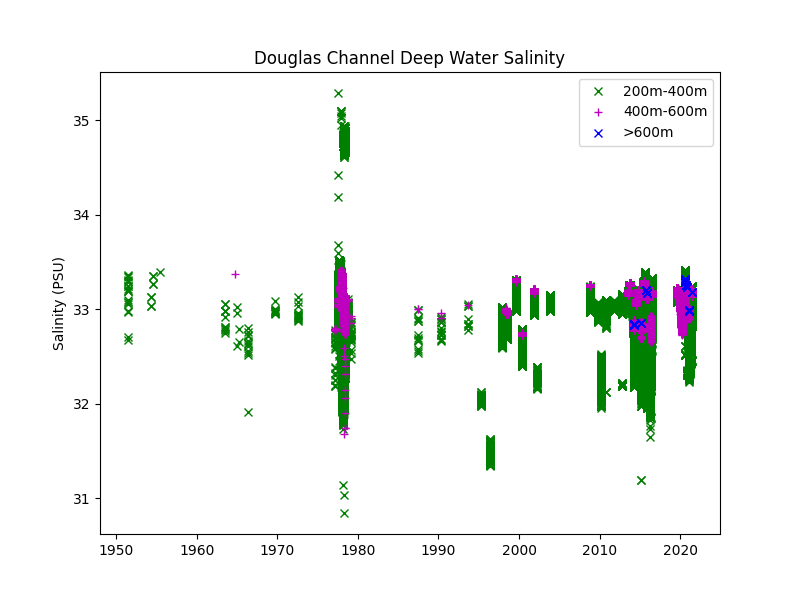 Douglas Channel Deep Water Salinity
200m-400m
400m-600m
>600m
Salinity (PSU)
35
34
33
32
31
1950
1960
1970
1980
1990
2000
2010
2020